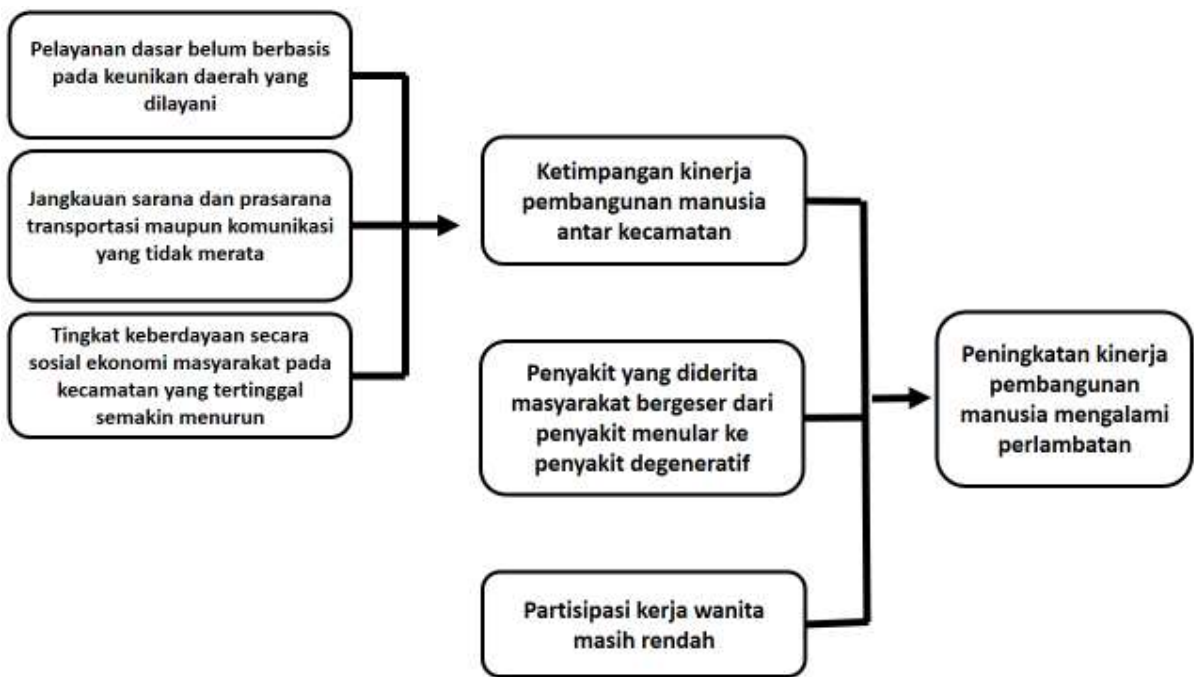 Pelayanan dasar belum berbasis
pada keunikan daerah yang
dilayani
Jangkauan sarana dan prasarana
transportasi maupun komunikasi
yang tidak merata
Tingkat keberdayaan secara
sosial ekonomi masyarakat pada
kecamatan yang tertinggal
semakin menurun
Ketimpangan kinerja
pembangunan manusia
antar kecamatan
Penyakit yang diderita
masyarakat bergeser dari
penyakit menular ke
penyakit degeneratif
Partisipasi kerja wanita
masih rendah
Peningkatan kinerja
pembangunan
manusia mengalami
perlambatan